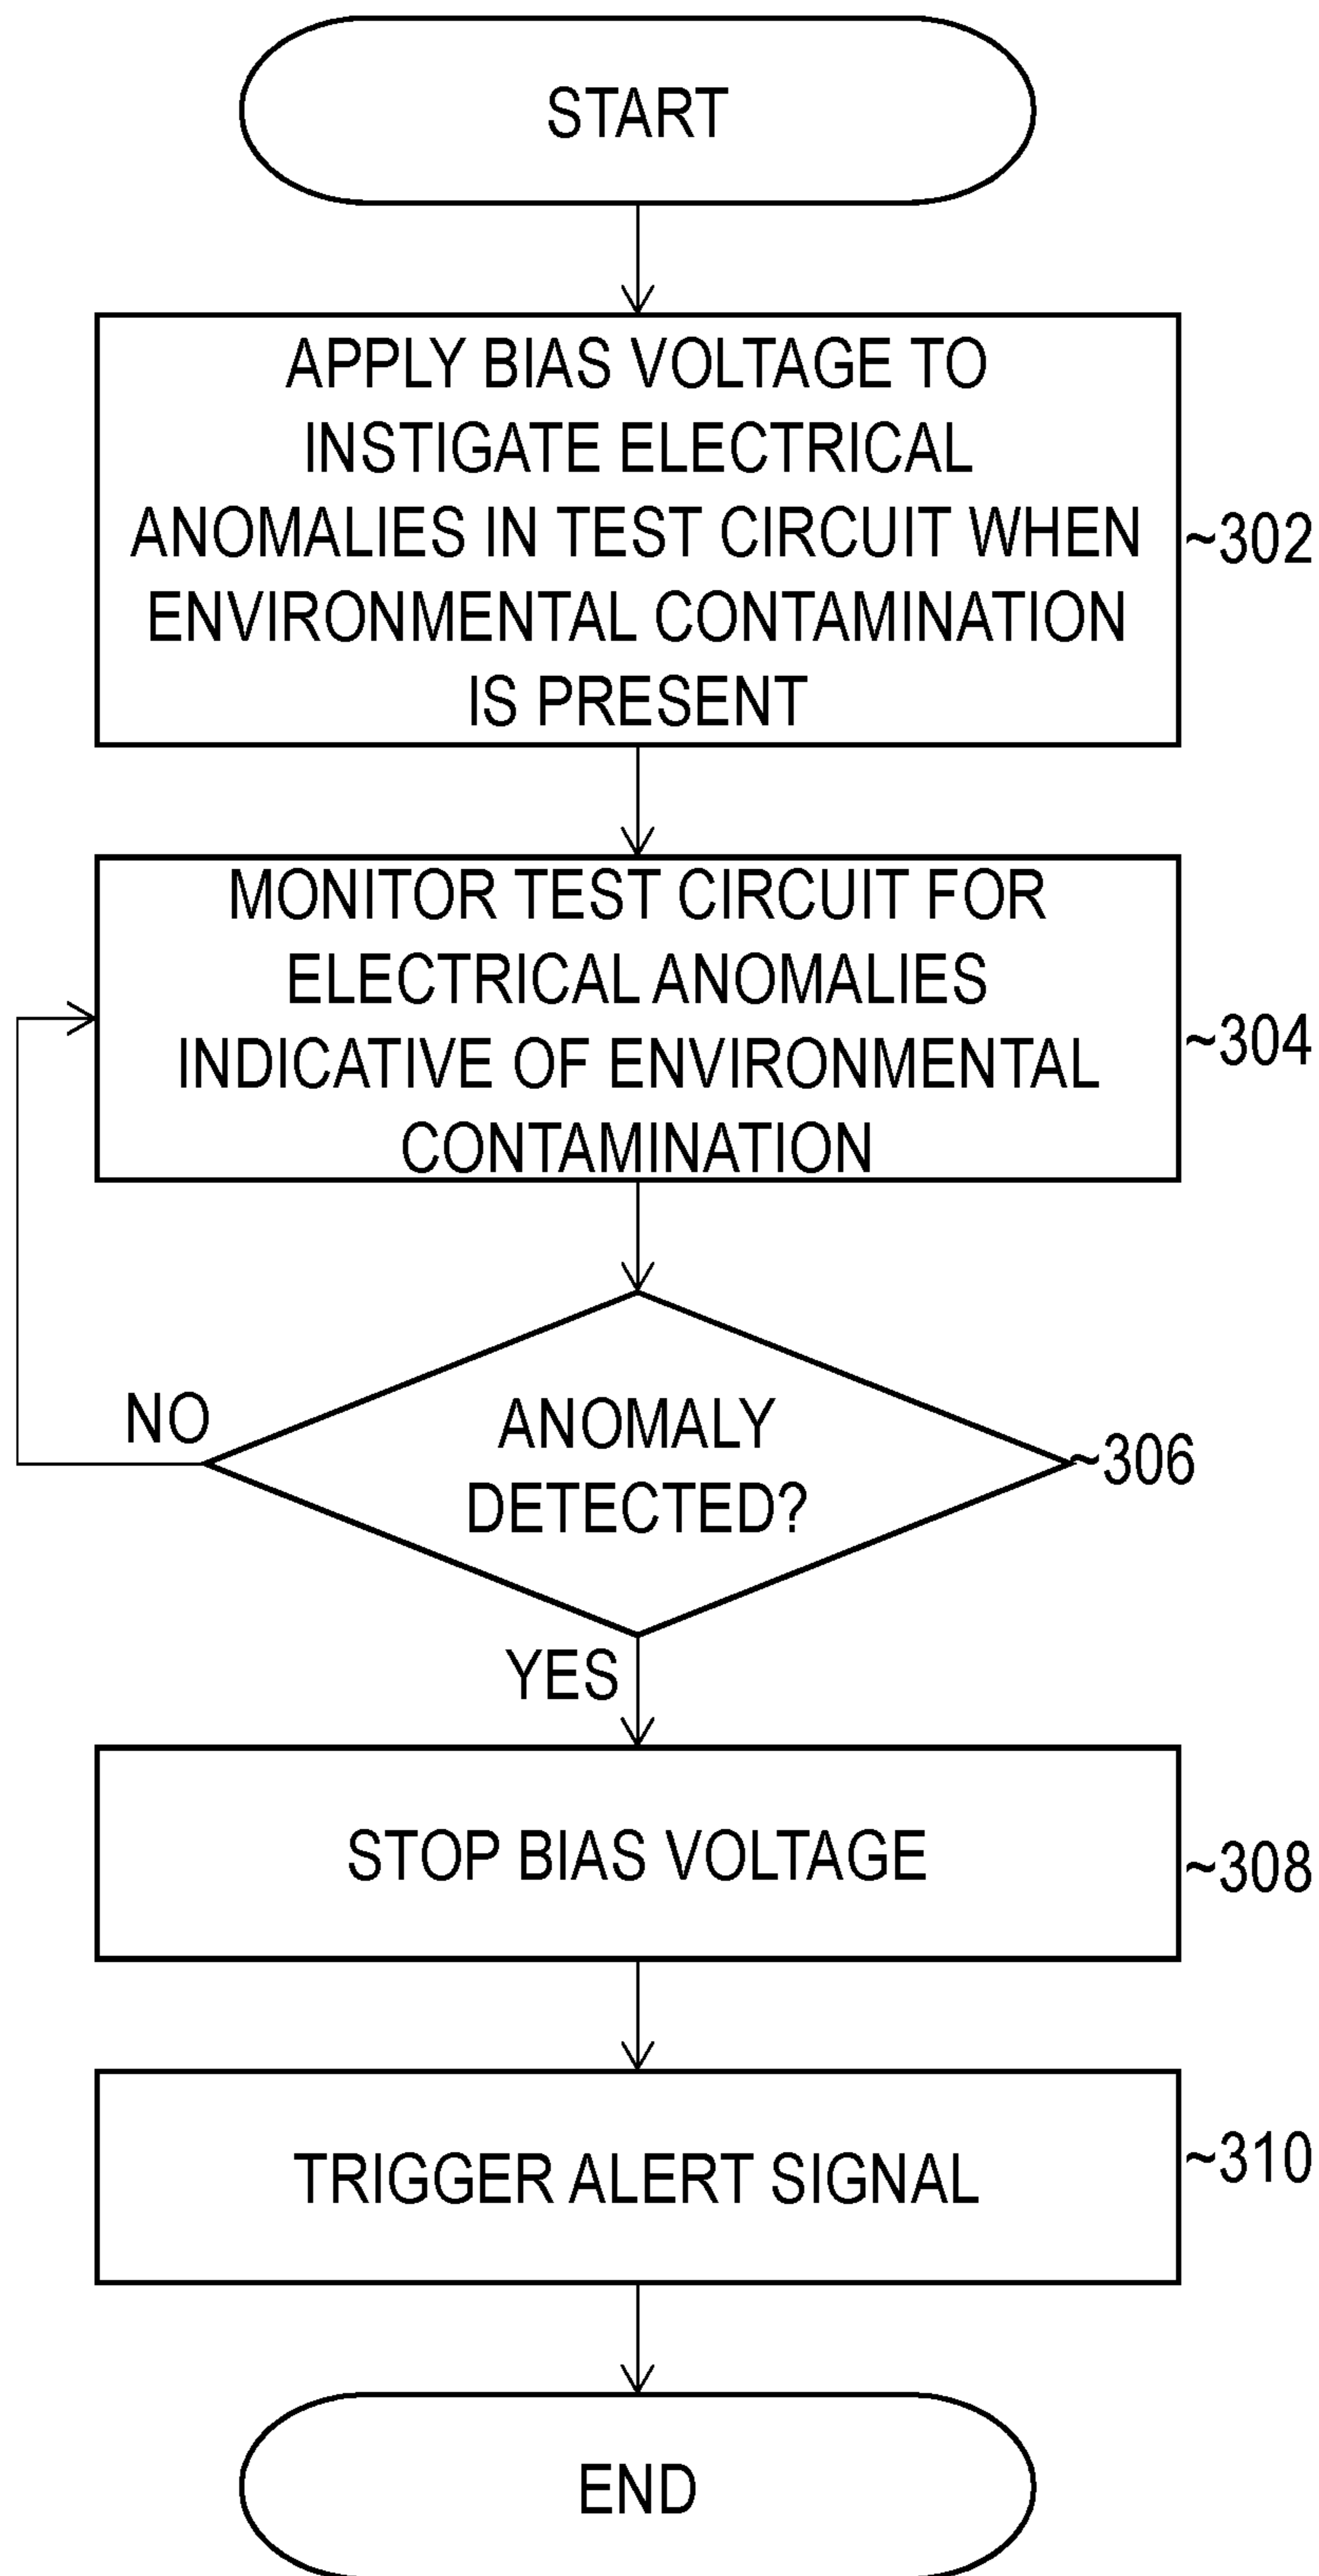 START
APPLY BIAS VOLTAGE TO
INSTIGATE ELECTRICAL
ANOMALIES IN TEST CIRCUIT WHEN
ENVIRONMENTAL CONTAMINATION
IS PRESENT
~302
MONITOR TEST CIRCUIT FOR
ELECTRICAL ANOMALIES
INDICATIVE OF ENVIRONMENTAL
CONTAMINATION
~304
NO
ANOMALY
DETECTED?
~306
YES
STOP BIAS VOLTAGE
~308
TRIGGER ALERT SIGNAL
~310
END